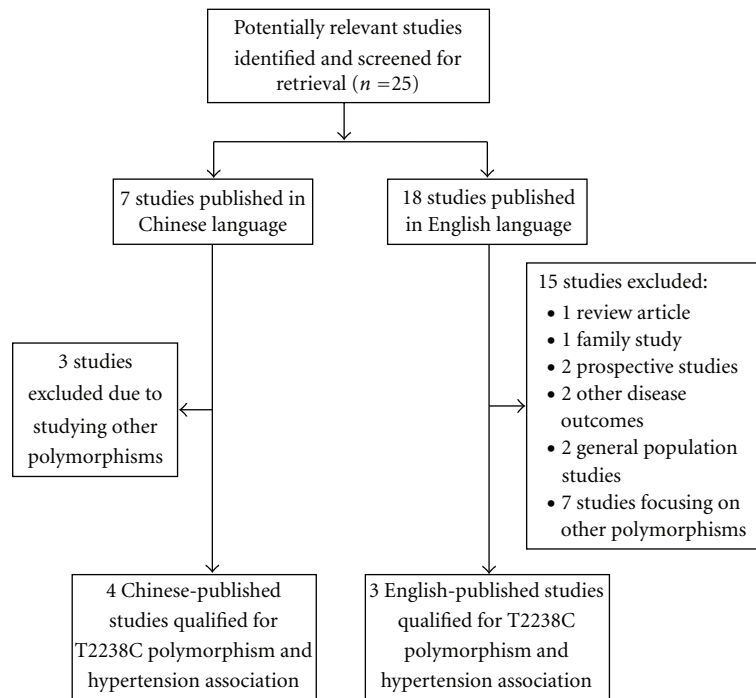 Potentially relevant studies
identified and screened for
retrieval (n =25)
7 studies published in
Chinese language
18 studies published
in English language
3 studies
excluded due to
studying other
polymorphisms
15 studies excluded:
• 1 review article
• 1 family study
• 2 prospective studies
• 2 other disease
outcomes
• 2 general population
studies
• 7 studies focusing on
other polymorphisms
4 Chinese-published
studies qualified for
T2238C polymorphism and
hypertension association
3 English-published studies
qualified for T2238C
polymorphism and
hypertension association